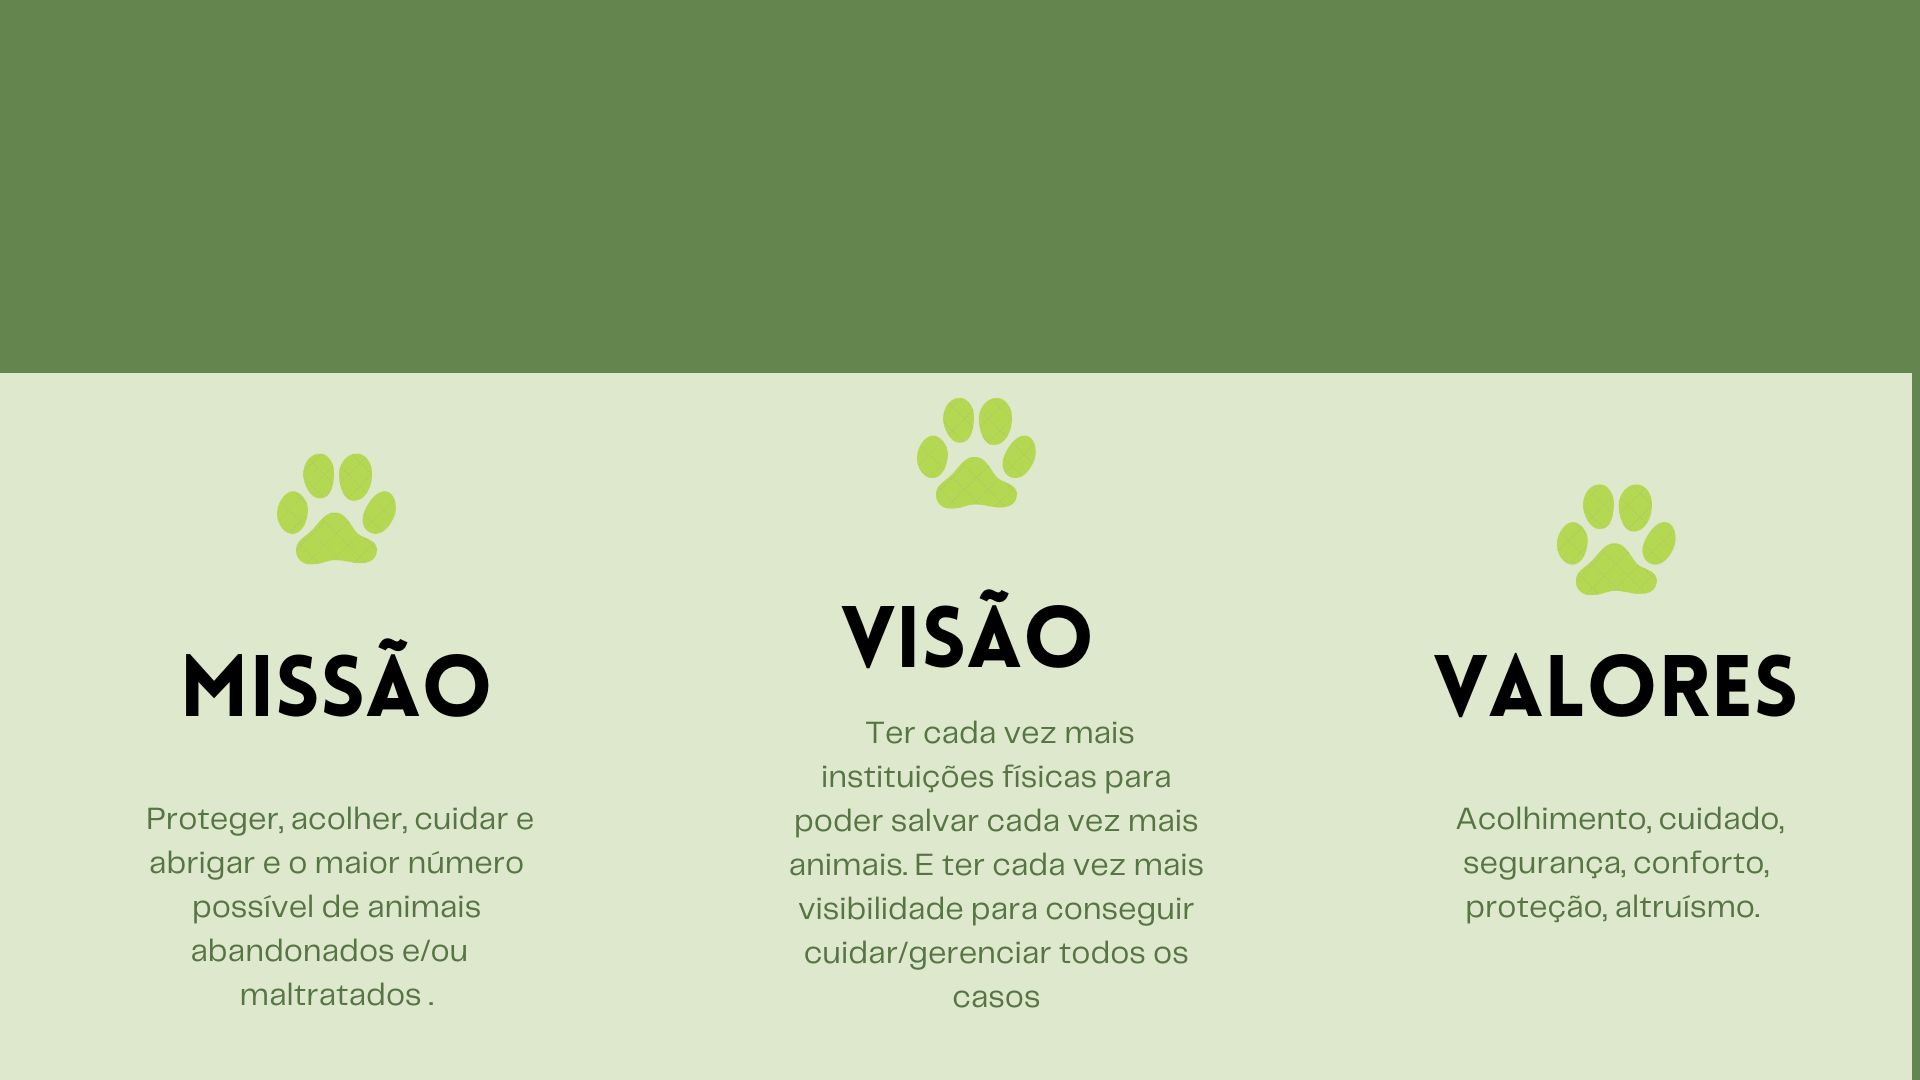 MISSÃO
Proteger, acolher, cuidar e
abrigar e o maior número
possível de animais
abandonados e/ou
maltratados .
VISÃO
Ter cada vez mais
instituições físicas para
poder salvar cada vez mais
animais. E ter cada vez mais
visibilidade para conseguir
cuidar/gerenciar todos os
casos
VALORES
Acolhimento, cuidado,
segurança, conforto,
proteção, altruísmo.